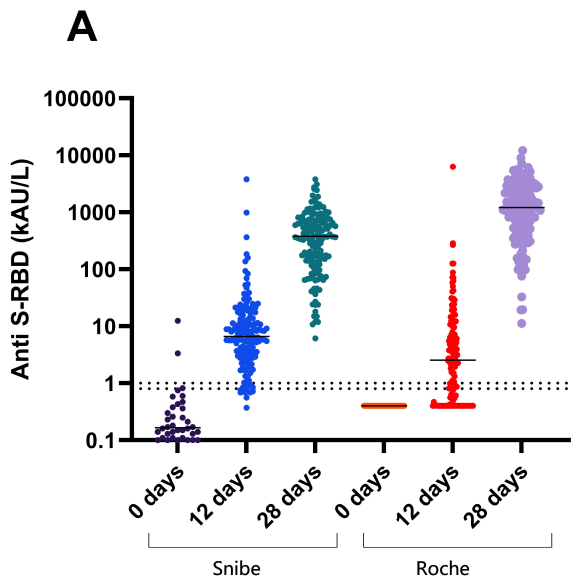 A
Anti S-RBD (kAU/L)
100000
10000
1000
100
10
1
0.1
0 days
12 days
28 days
0 days
12 days
28 days
Snibe
Roche